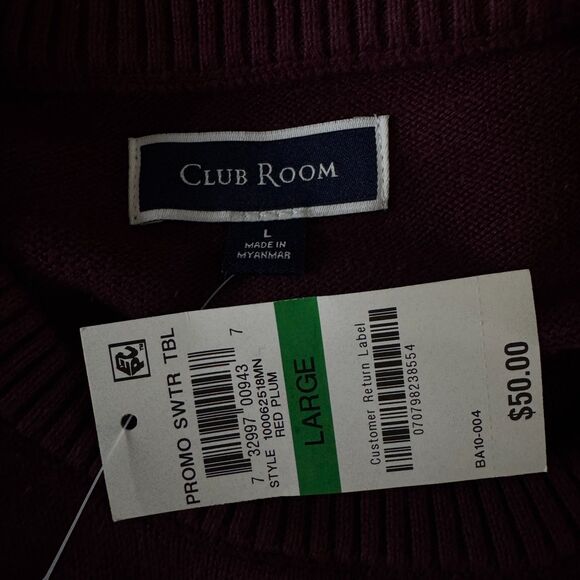 CLUB ROOM
L
MADE IN
MYANMAR
PROMO SWTR TBL
7 32997 00943 7
STYLE 100062518MN
RED PLUM
LARGE
Customer Return Label
070798238554
BA10-004
$50.00